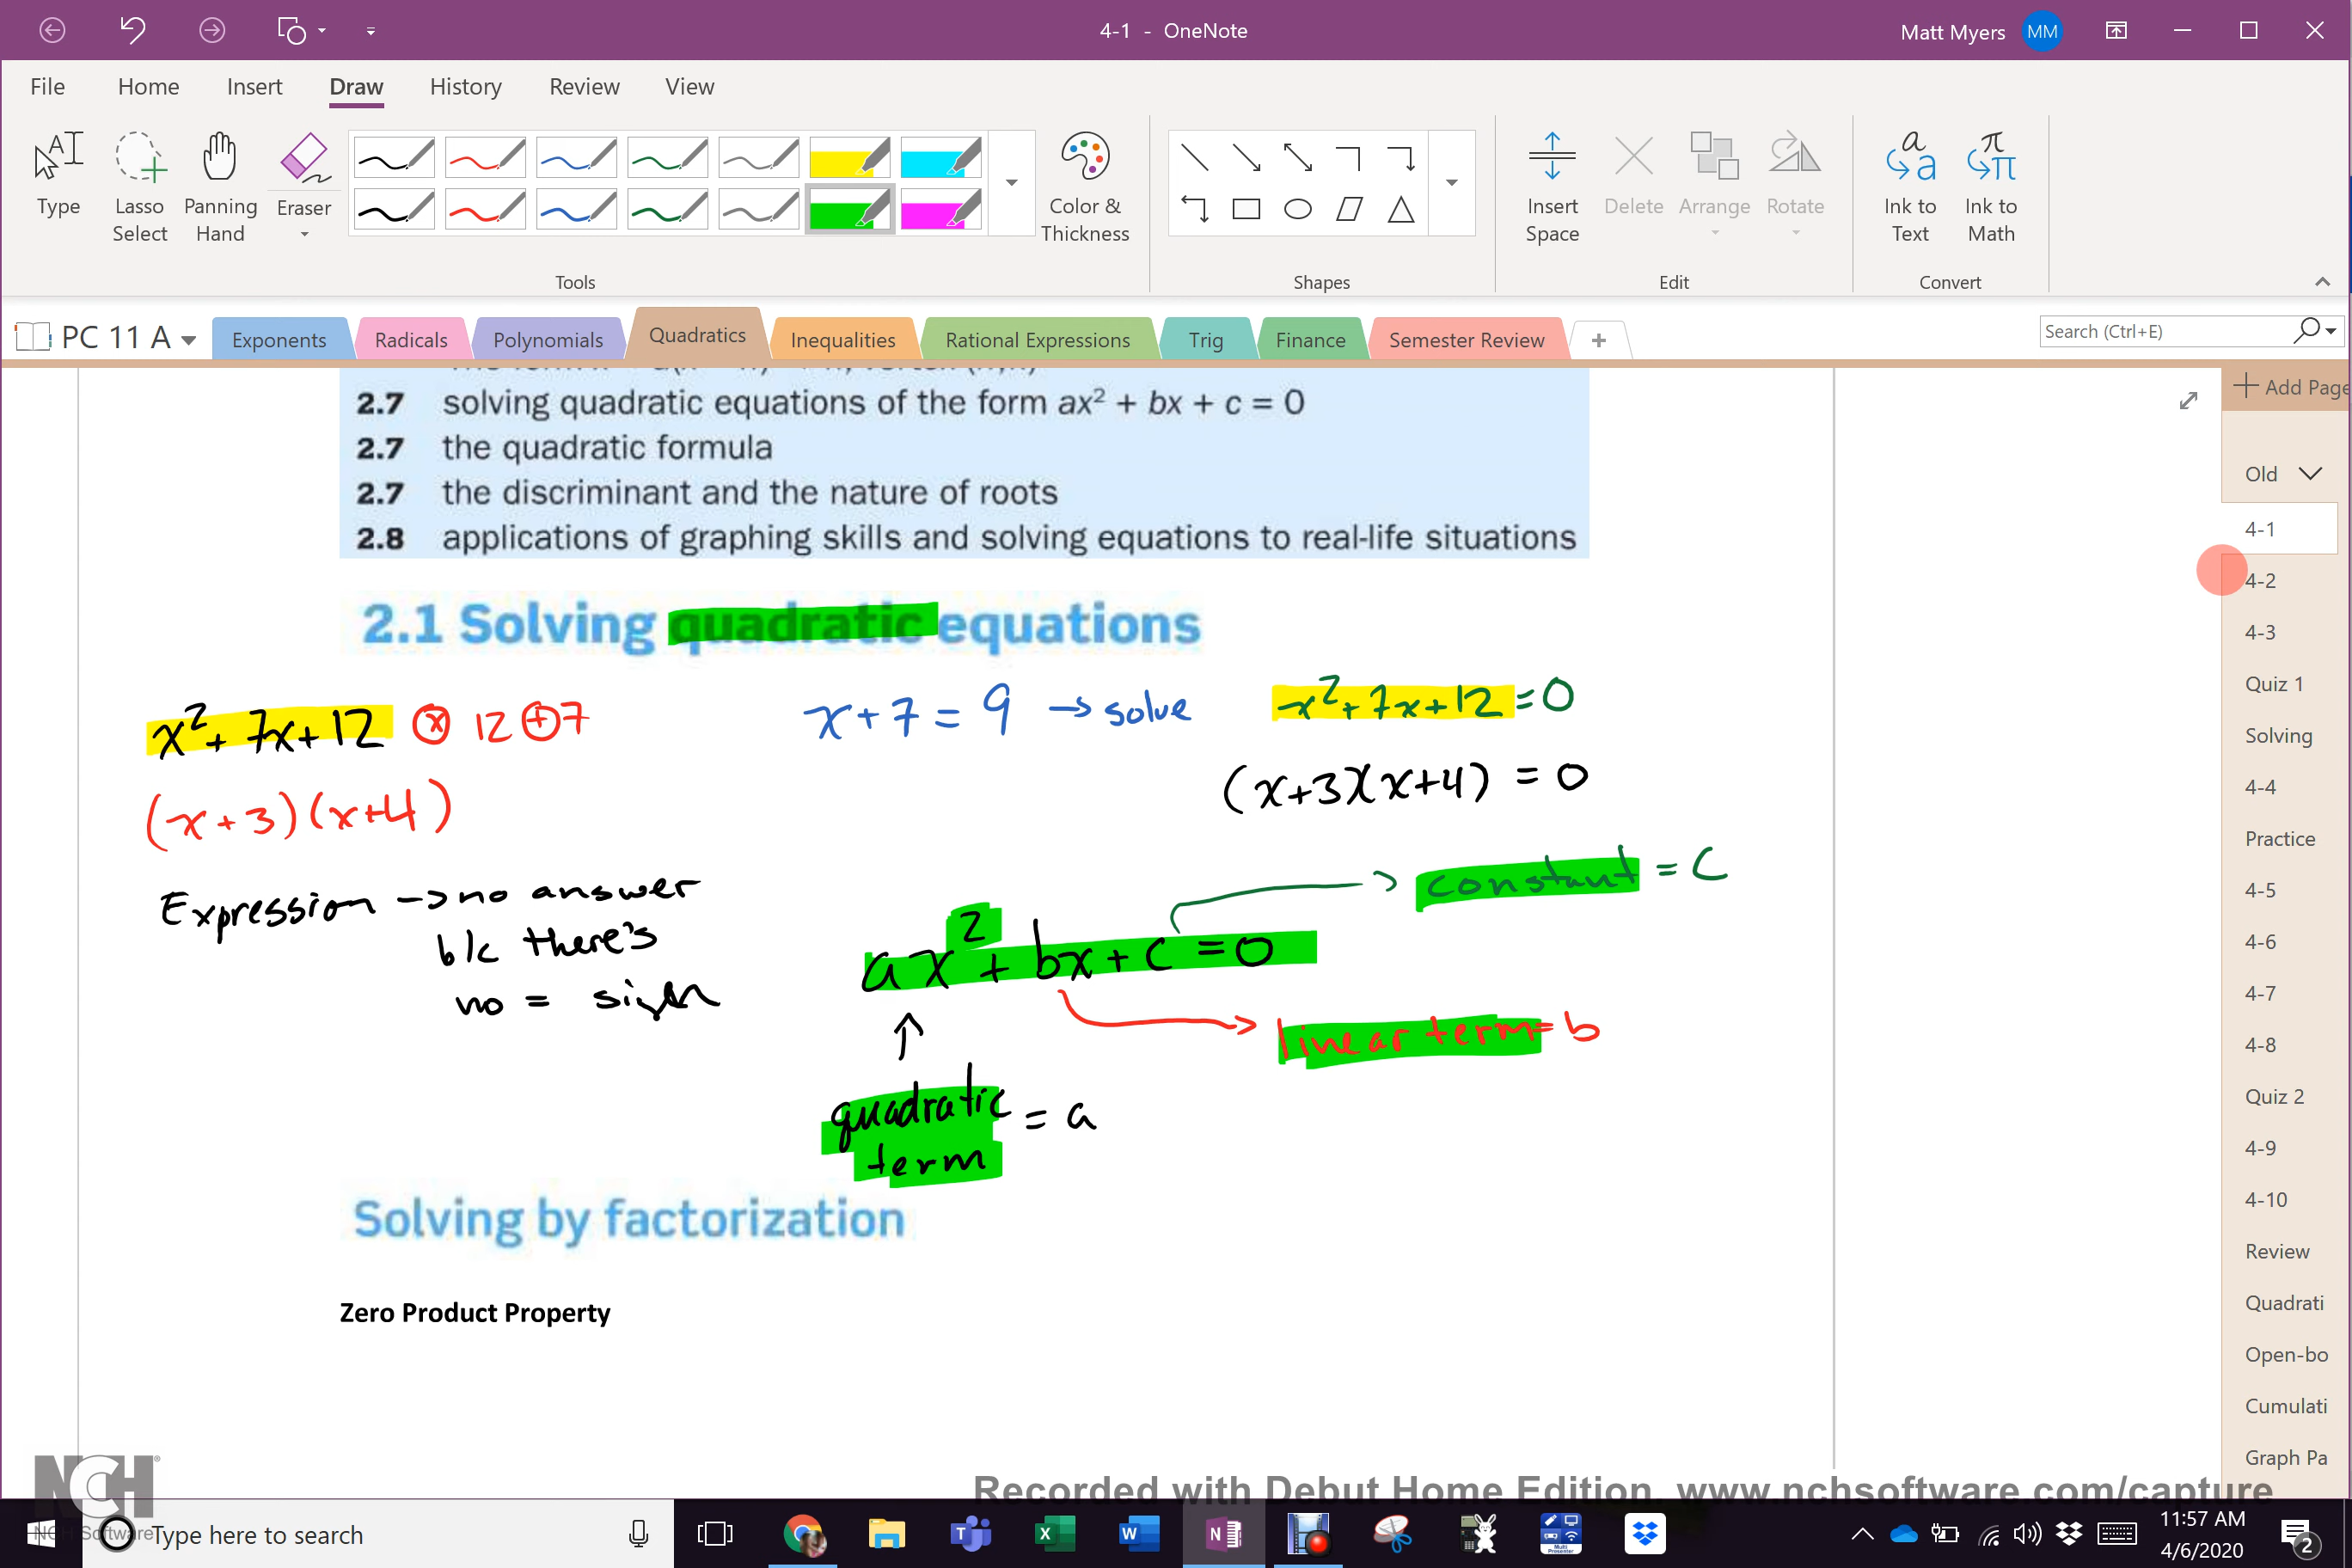 4-1 - OneNote
Matt Myers MM
File Home Insert Draw History Review View
Type
Lasso Select
Panning Hand
Eraser
Color & Thickness
Insert Space
Delete
Arrange
Rotate
Ink to Text
Ink to Math
Tools Shapes Edit Convert
PC 11 A Exponents Radicals Polynomials Quadratics Inequalities Rational Expressions Trig Finance Semester Review +
Search (Ctrl+E)
Add Page
Old
4-1
4-2
4-3
Quiz 1
Solving
4-4
Practice
4-5
4-6
4-7
4-8
Quiz 2
4-9
4-10
Review
Quadrati
Open-bo
Cumulati
Graph Pa
2.7 solving quadratic equations of the form ax² + bx + c = 0
2.7 the quadratic formula
2.7 the discriminant and the nature of roots
2.8 applications of graphing skills and solving equations to real-life situations
2.1 Solving quadratic equations
x² + 7x + 12 ⊗ 12 ⊕ 7
(x + 3)(x + 4)
Expression → no answer
b/c there's
no = sign
x + 7 = 9 → solve
x² + 7x + 12 = 0
(x+3)(x+4) = 0
→ constant = C
ax² + bx + c = 0
→ linear term = b
quadratic = a
term
Solving by factorization
Zero Product Property
NCH®
NCH Software
Recorded with Debut Home Edition. www.nchsoftware.com/capture
Type here to search
11:57 AM
4/6/2020
2